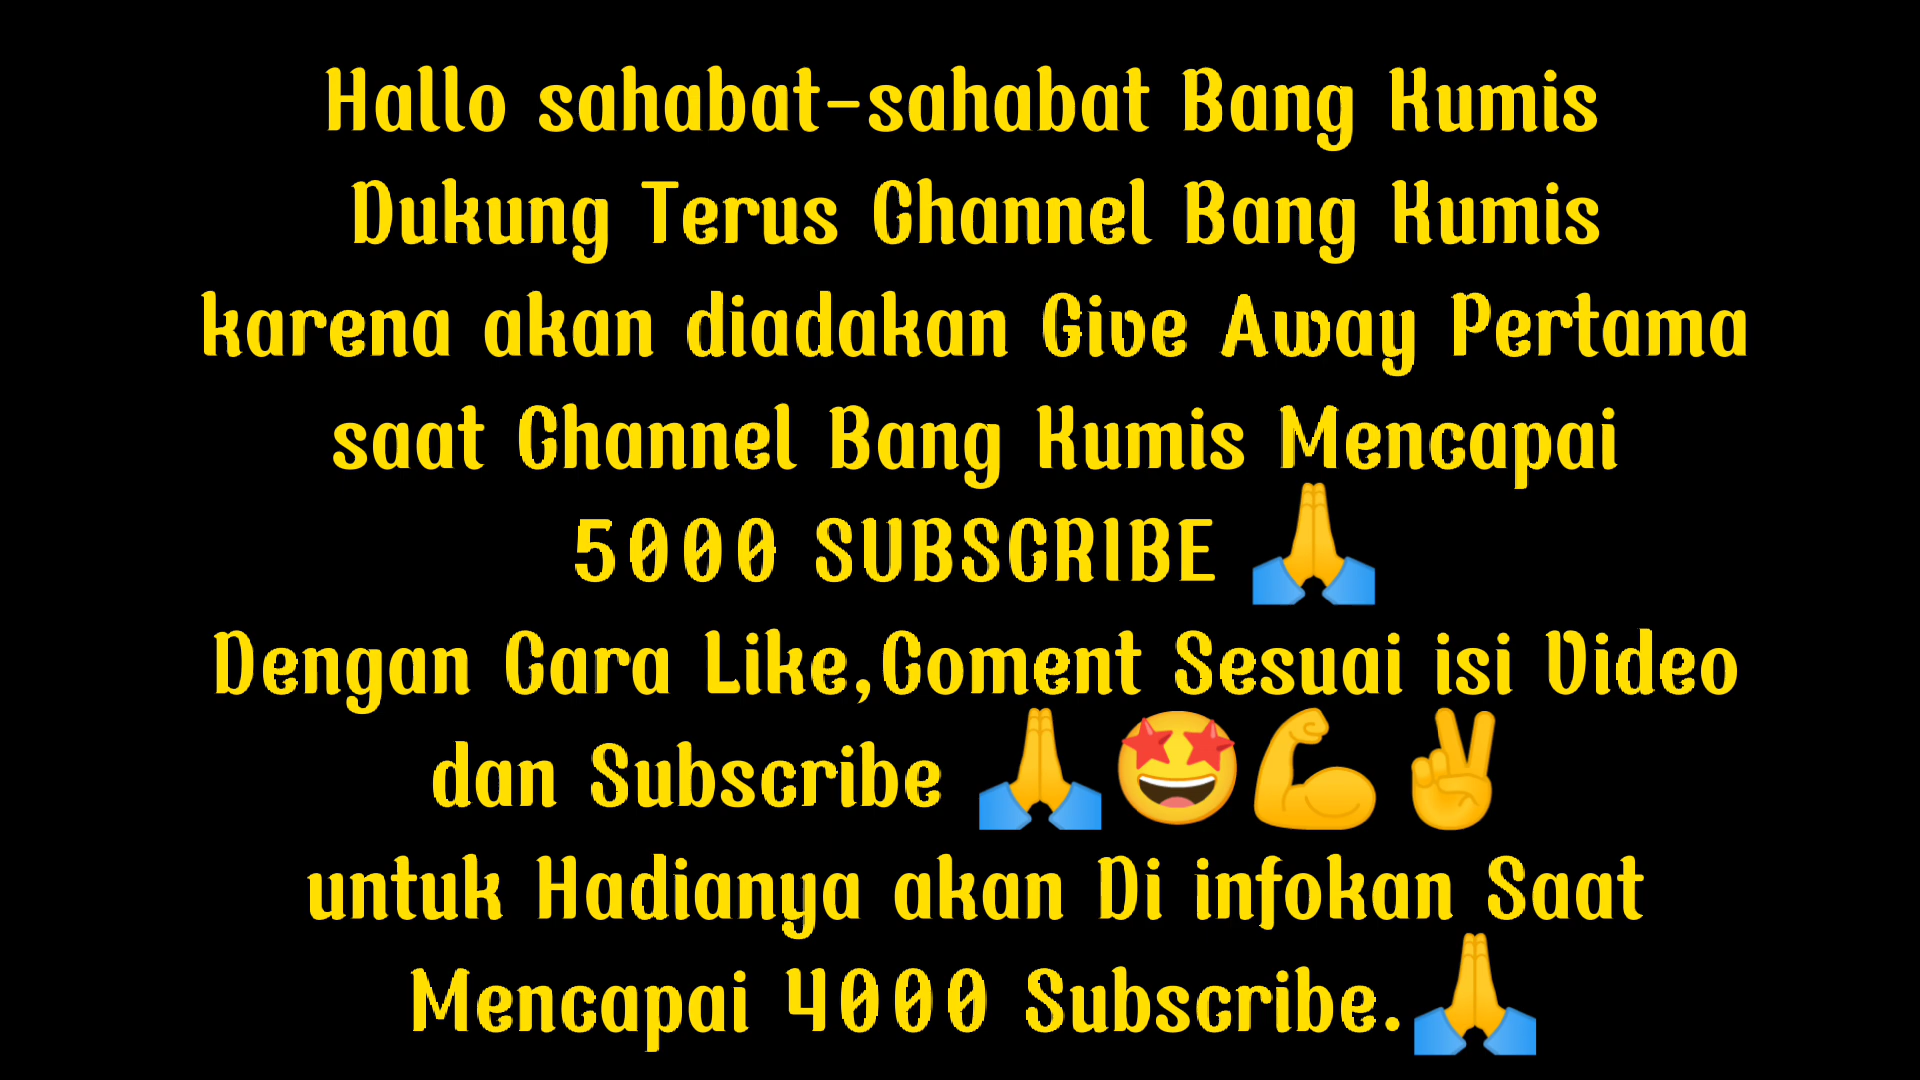 Hallo sahabat-sahabat Bang Kumis
Dukung Terus Channel Bang Kumis
karena akan diadakan Give Away Pertama
saat Channel Bang Kumis Mencapai
5000 SUBSCRIBE 🙏
Dengan Cara Like,Coment Sesuai isi Video
dan Subscribe 🙏🤩💪✌
untuk Hadianya akan Di infokan Saat
Mencapai 4000 Subscribe.🙏